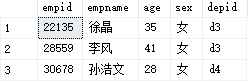 empid empname age sex depid
1 22135 徐晶 35 女 d3
2 28559 李风 41 女 d3
3 30678 孙浩文 28 女 d4